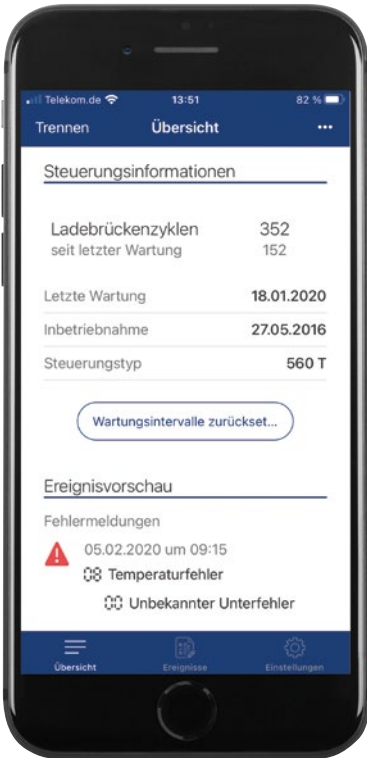 Telekom.de 13:51 82 %
Trennen Übersicht ...
Steuerungsinformationen
Ladebrückenzyklen 352
seit letzter Wartung 152
Letzte Wartung 18.01.2020
Inbetriebnahme 27.05.2016
Steuerungstyp 560 T
Wartungsintervalle zurückset...
Ereignisvorschau
Fehlermeldungen
05.02.2020 um 09:15
08 Temperaturfehler
00 Unbekannter Unterfehler
Übersicht Ereignisse Einstellungen